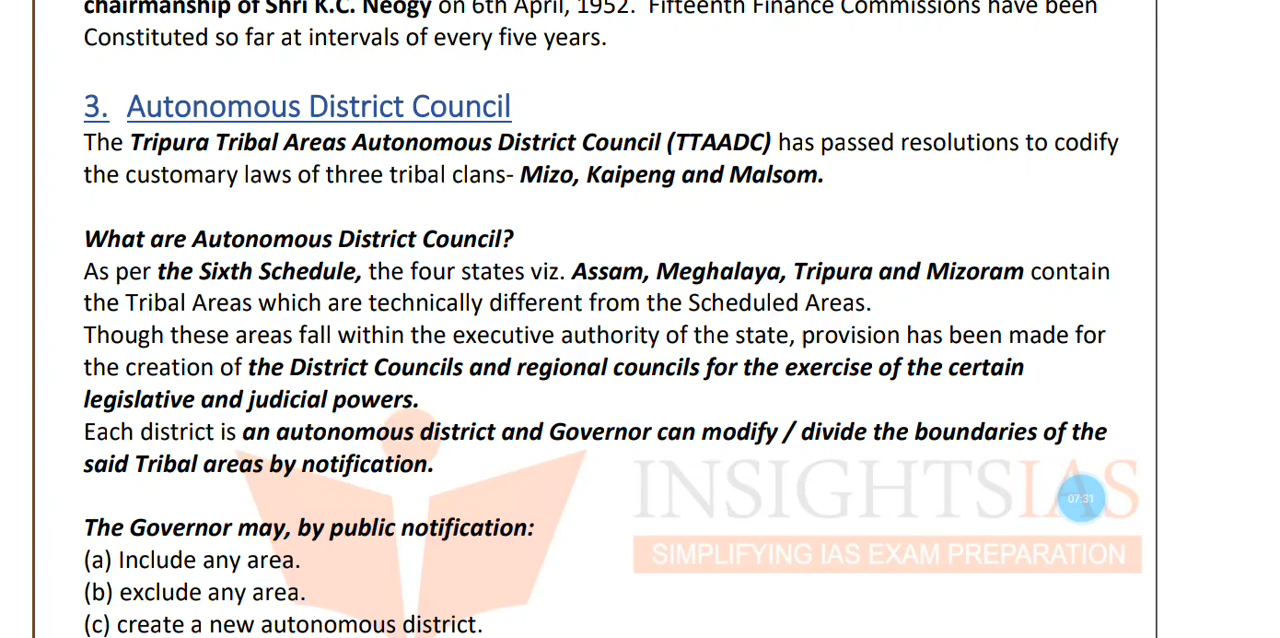 chairmanship of Shri K.C. Neogy on 6th April, 1952. Fifteenth Finance Commissions have been
Constituted so far at intervals of every five years.
3. Autonomous District Council
The Tripura Tribal Areas Autonomous District Council (TTAADC) has passed resolutions to codify
the customary laws of three tribal clans- Mizo, Kaipeng and Malsom.
What are Autonomous District Council?
As per the Sixth Schedule, the four states viz. Assam, Meghalaya, Tripura and Mizoram contain
the Tribal Areas which are technically different from the Scheduled Areas.
Though these areas fall within the executive authority of the state, provision has been made for
the creation of the District Councils and regional councils for the exercise of the certain
legislative and judicial powers.
Each district is an autonomous district and Governor can modify / divide the boundaries of the
said Tribal areas by notification.
INSIGHTSIAS
07:31
SIMPLIFYING IAS EXAM PREPARATION
The Governor may, by public notification:
(a) Include any area.
(b) exclude any area.
(c) create a new autonomous district.